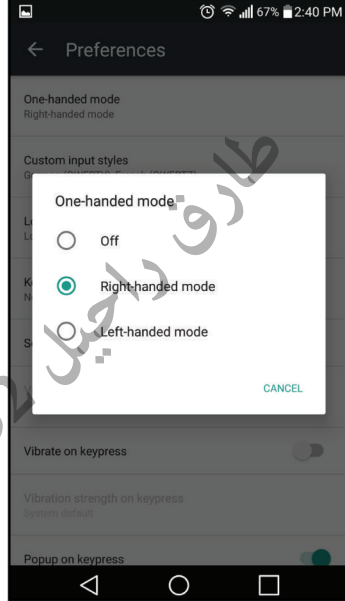 67% 2:40 PM
Preferences
One-handed mode
Right-handed mode
Custom input styles
One-handed mode
Off
Right-handed mode
Left-handed mode
CANCEL
Vibrate on keypress
Vibration strength on keypress
System default
Popup on keypress
طارق راحيل